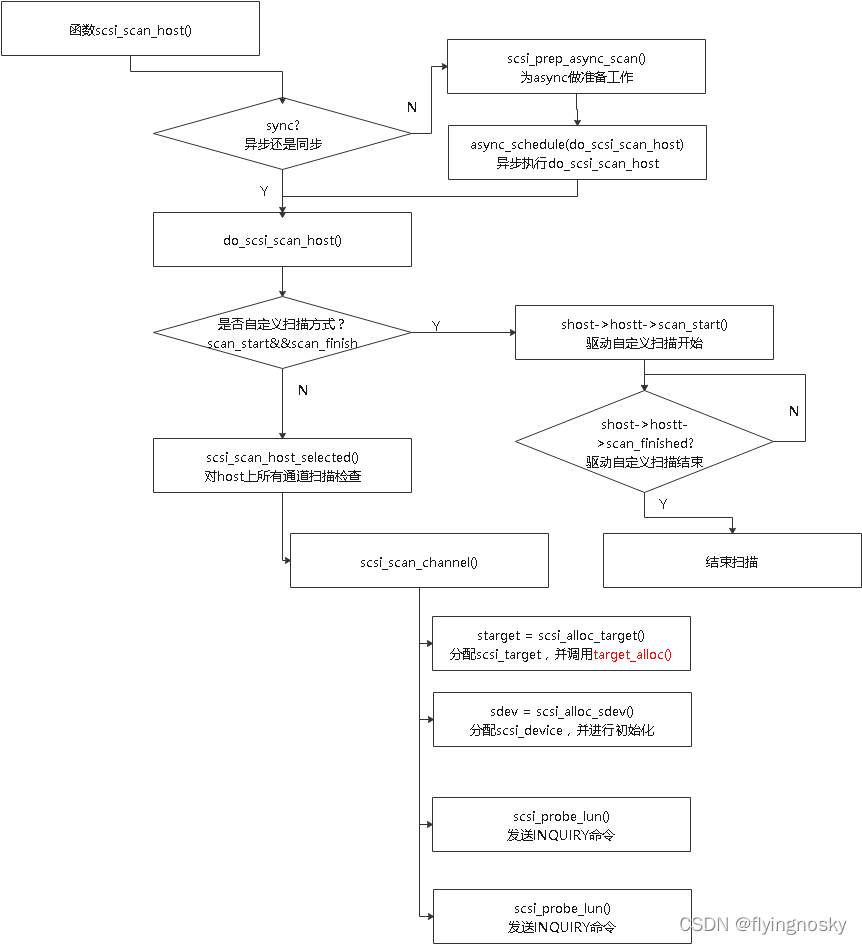 函数scsi_scan_host()
scsi_prep_async_scan()
为async做准备工作
N
sync?
异步还是同步
async_schedule(do_scsi_scan_host)
异步执行do_scsi_scan_host
Y
do_scsi_scan_host()
是否自定义扫描方式？
scan_start&&scan_finish
Y
shost->hostt->scan_start()
驱动自定义扫描开始
N
N
shost->hostt-
>scan_finished?
驱动自定义扫描结束
scsi_scan_host_selected()
对host上所有通道扫描检查
Y
scsi_scan_channel()
结束扫描
starget = scsi_alloc_target()
分配scsi_target，并调用target_alloc()
sdev = scsi_alloc_sdev()
分配scsi_device，并进行初始化
scsi_probe_lun()
发送INQUIRY命令
scsi_probe_lun()
发送INQUIRY命令
CSDN @flyingnosky